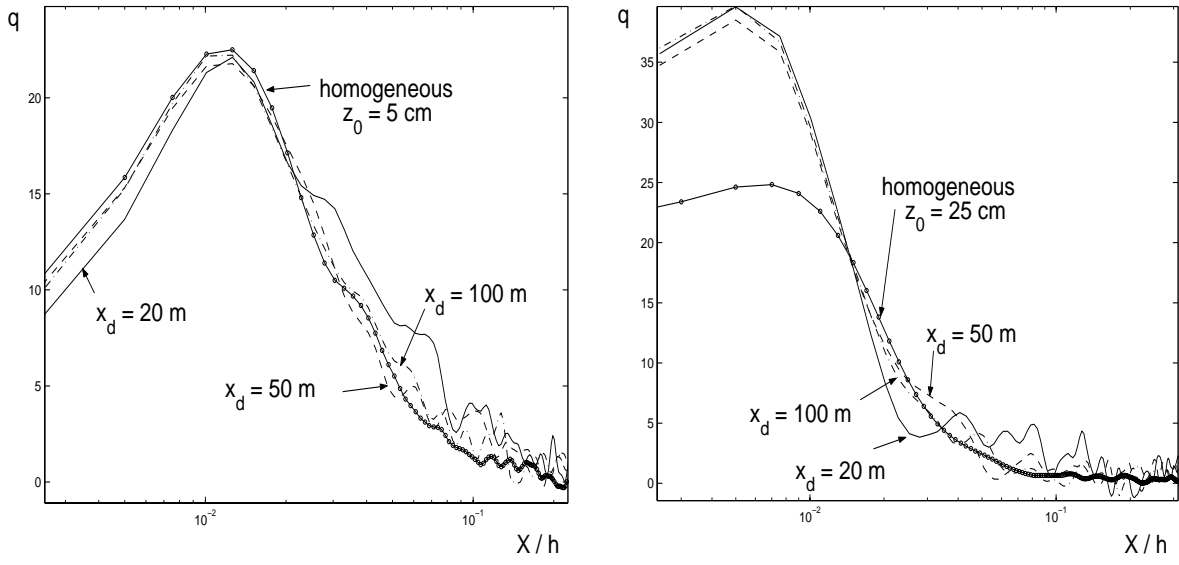 q
20
15
10
5
0
10⁻²
10⁻¹
X / h
homogeneous
z₀ = 5 cm
x_d = 100 m
x_d = 20 m
x_d = 50 m
q
35
30
25
20
15
10
5
0
10⁻²
10⁻¹
X / h
homogeneous
z₀ = 25 cm
x_d = 50 m
x_d = 100 m
x_d = 20 m